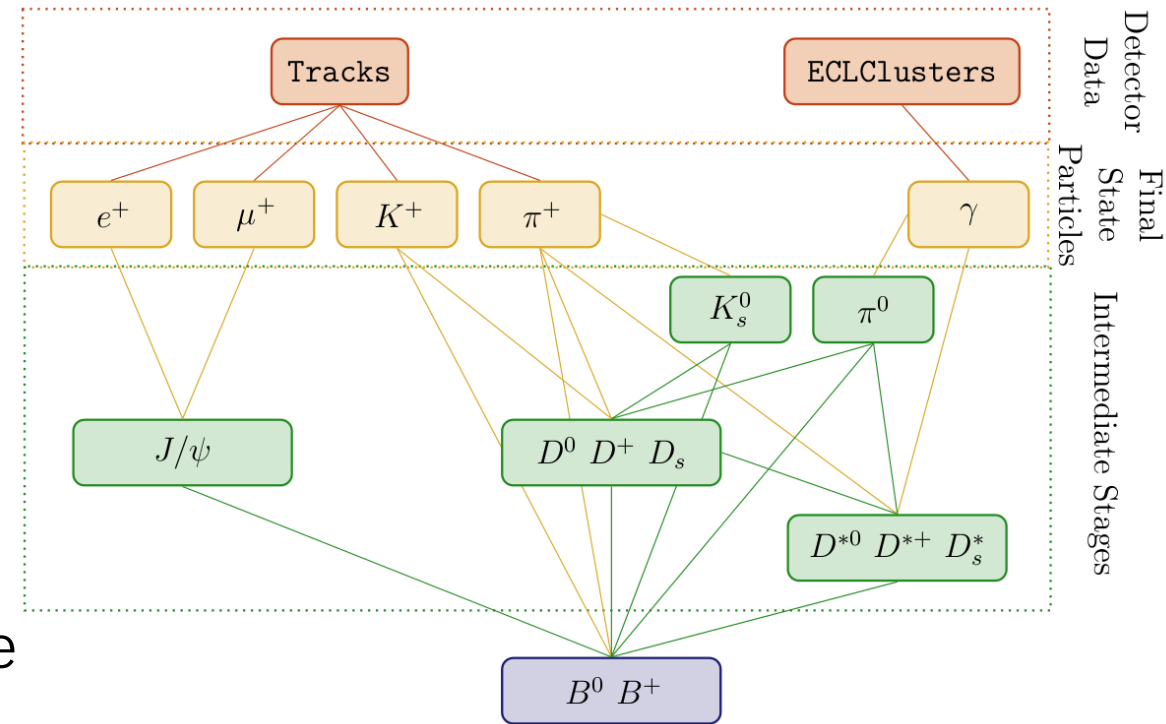 Tracks
ECLClusters
Detector
Data
e⁺
μ⁺
K⁺
π⁺
γ
Final
State
Particles
K⁰ₛ
π⁰
J/ψ
D⁰ D⁺ Dₛ
D*⁰ D*⁺ D*ₛ
Intermediate Stages
e
B⁰ B⁺